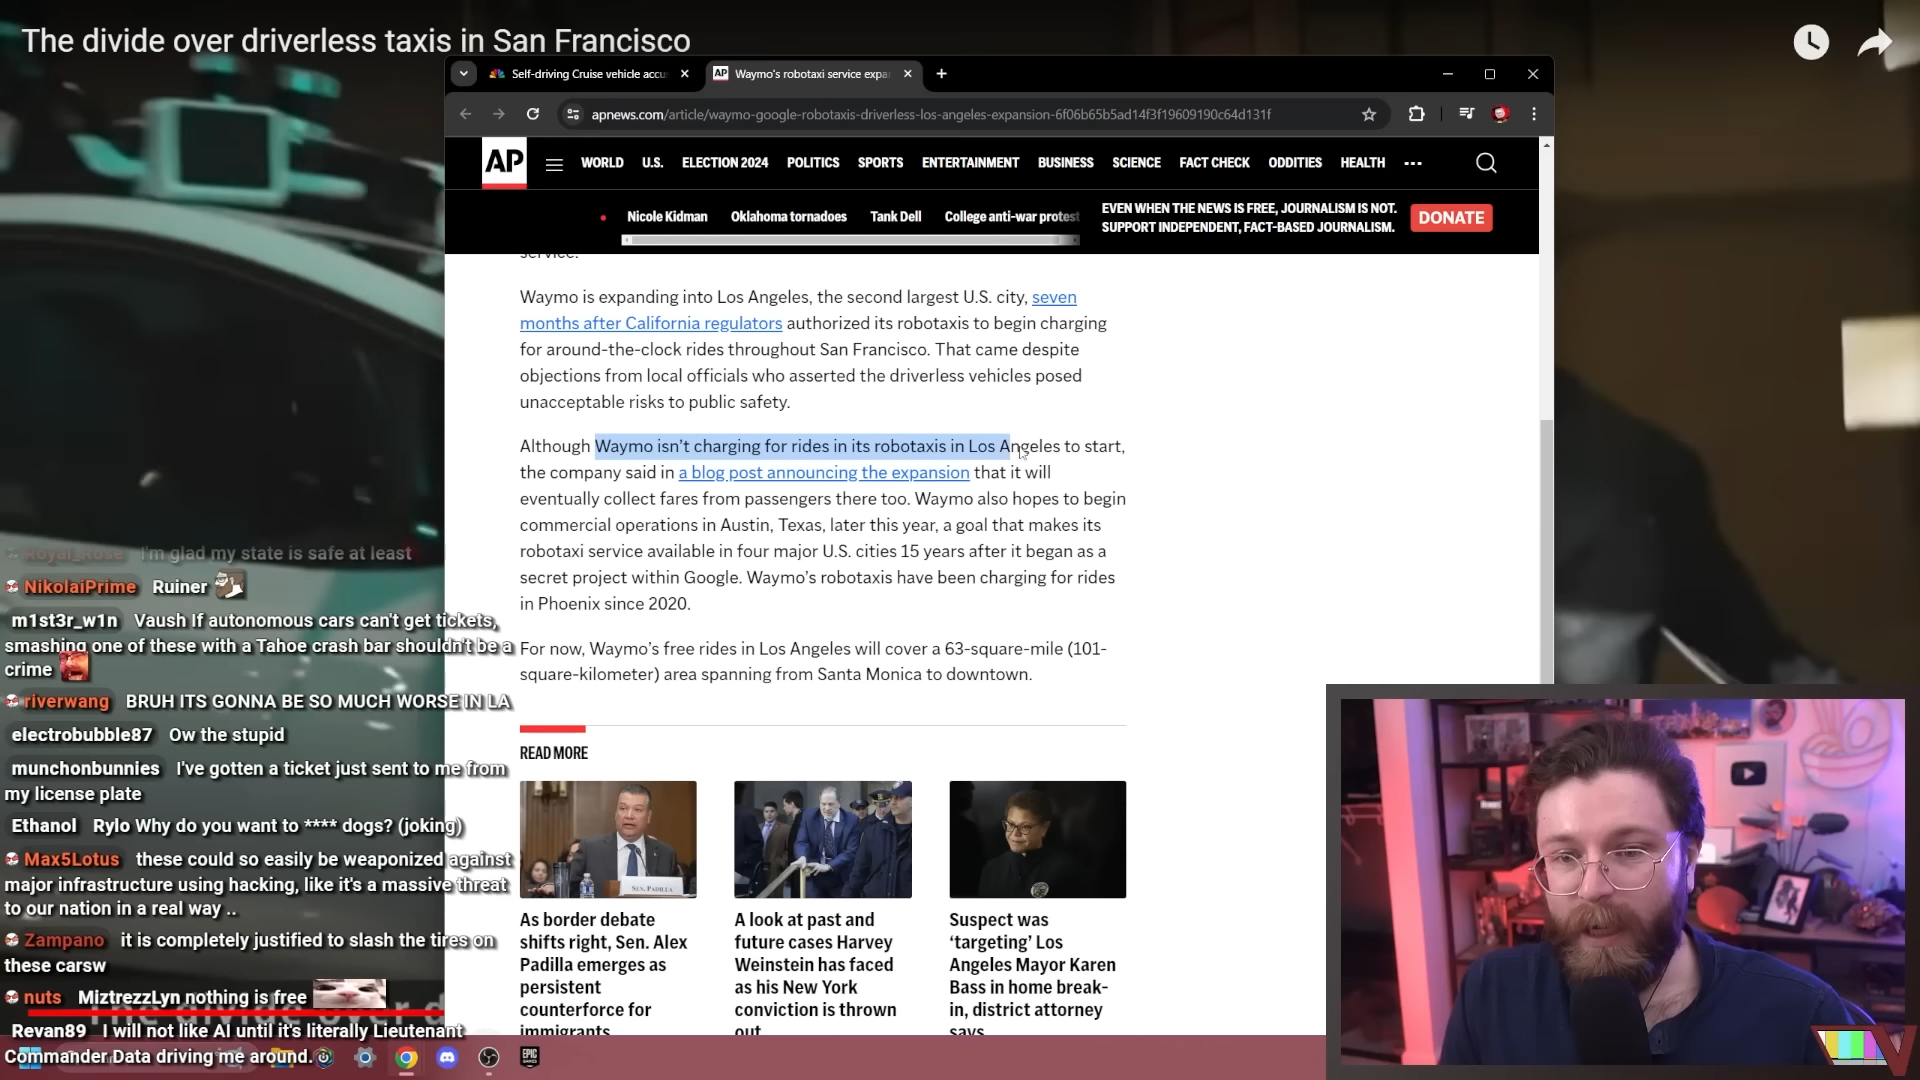 The divide over driverless taxis in San Francisco
Self-driving Cruise vehicle accu
AP Waymo's robotaxi service expa
apnews.com/article/waymo-google-robotaxis-driverless-los-angeles-expansion-6f06b65b5ad14f3f19609190c64d131f
AP
WORLD U.S. ELECTION 2024 POLITICS SPORTS ENTERTAINMENT BUSINESS SCIENCE FACT CHECK ODDITIES HEALTH
Nicole Kidman Oklahoma tornadoes Tank Dell College anti-war protest
EVEN WHEN THE NEWS IS FREE, JOURNALISM IS NOT.
SUPPORT INDEPENDENT, FACT-BASED JOURNALISM.
DONATE
service.
Waymo is expanding into Los Angeles, the second largest U.S. city, seven
months after California regulators authorized its robotaxis to begin charging
for around-the-clock rides throughout San Francisco. That came despite
objections from local officials who asserted the driverless vehicles posed
unacceptable risks to public safety.
Although Waymo isn't charging for rides in its robotaxis in Los Angeles to start,
the company said in a blog post announcing the expansion that it will
eventually collect fares from passengers there too. Waymo also hopes to begin
commercial operations in Austin, Texas, later this year, a goal that makes its
robotaxi service available in four major U.S. cities 15 years after it began as a
secret project within Google. Waymo's robotaxis have been charging for rides
in Phoenix since 2020.
For now, Waymo's free rides in Los Angeles will cover a 63-square-mile (101-
square-kilometer) area spanning from Santa Monica to downtown.
READ MORE
SEN. PADILLA
As border debate
shifts right, Sen. Alex
Padilla emerges as
persistent
counterforce for
immigrants
A look at past and
future cases Harvey
Weinstein has faced
as his New York
conviction is thrown
out
Suspect was
‘targeting’ Los
Angeles Mayor Karen
Bass in home break-
in, district attorney
says
Royal_Rose I'm glad my state is safe at least
NikolaiPrime Ruiner
m1st3r_w1n Vaush If autonomous cars can't get tickets,
smashing one of these with a Tahoe crash bar shouldn't be a
crime
riverwang BRUH ITS GONNA BE SO MUCH WORSE IN LA
electrobubble87 Ow the stupid
munchonbunnies I've gotten a ticket just sent to me from
my license plate
Ethanol Rylo Why do you want to **** dogs? (joking)
Max5Lotus these could so easily be weaponized against
major infrastructure using hacking, like it's a massive threat
to our nation in a real way ..
Zampano it is completely justified to slash the tires on
these carsw
nuts MiztrezzLyn nothing is free
Revan89 I will not like AI until it's literally Lieutenant
Commander Data driving me around.
EPIC
V